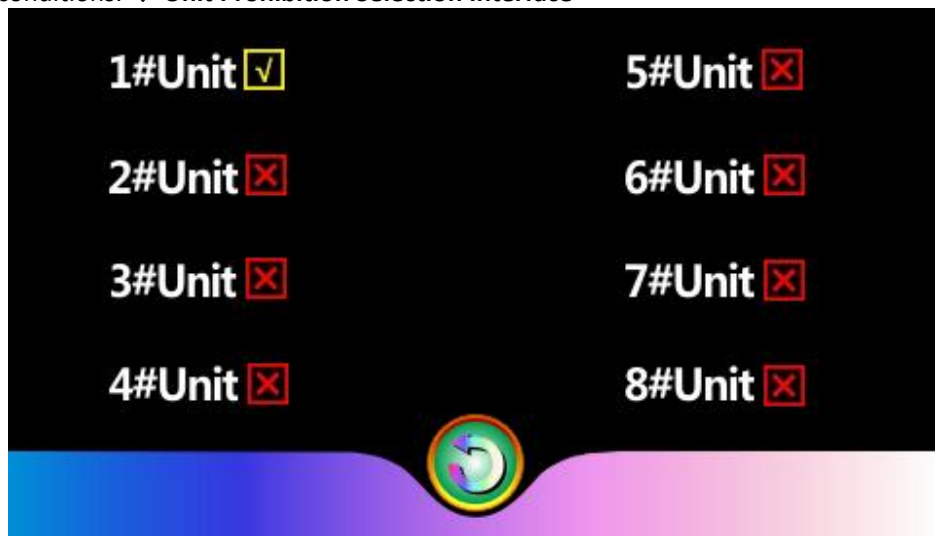 1#Unit √
5#Unit ×
2#Unit ×
6#Unit ×
3#Unit ×
7#Unit ×
4#Unit ×
8#Unit ×